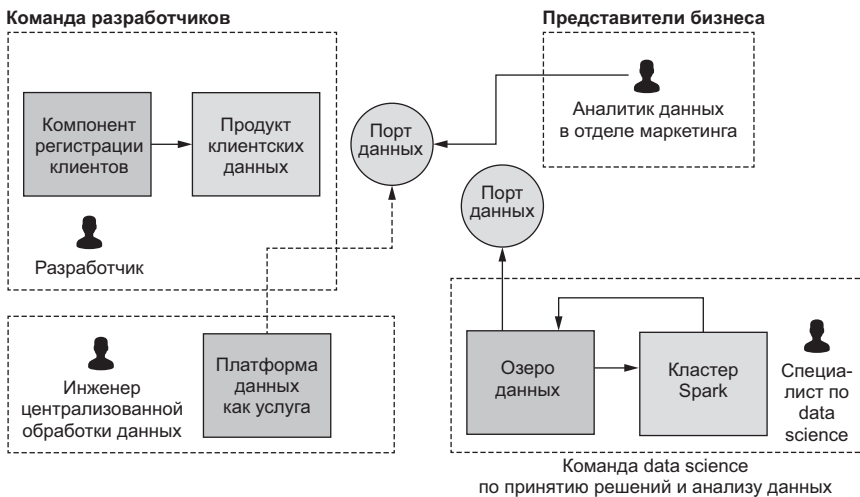 Команда разработчиков
Представители бизнеса
Компонент
регистрации
клиентов
Продукт
клиентских
данных
Порт
данных
Аналитик данных
в отделе маркетинга
Порт
данных
Разработчик
Инженер
централизованной
обработки данных
Платформа
данных
как услуга
Озеро
данных
Кластер
Spark
Специа-
лист по
data
science
Команда data science
по принятию решений и анализу данных